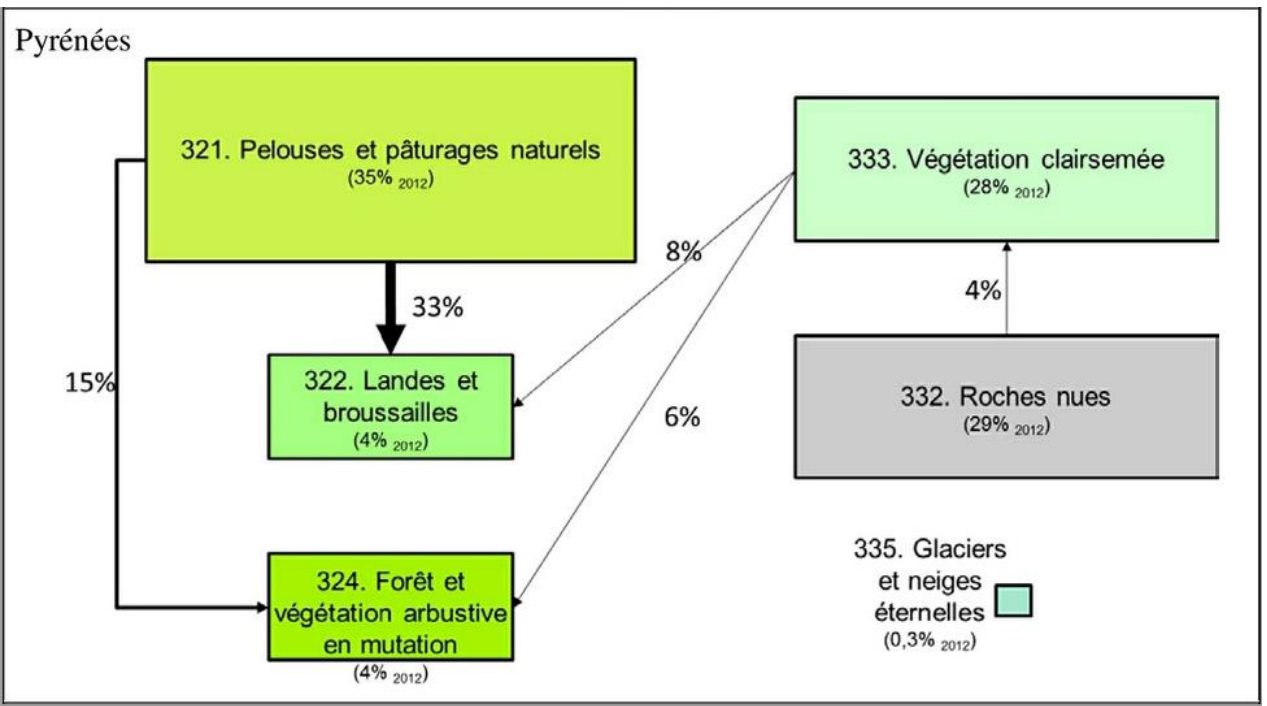 Pyrénées
321. Pelouses et pâturages naturels
(35% 2012)
333. Végétation clairsemée
(28% 2012)
8%
4%
33%
15%
322. Landes et
broussailles
(4% 2012)
6%
332. Roches nues
(29% 2012)
324. Forêt et
végétation arbustive
en mutation
(4% 2012)
335. Glaciers
et neiges
éternelles
(0,3% 2012)